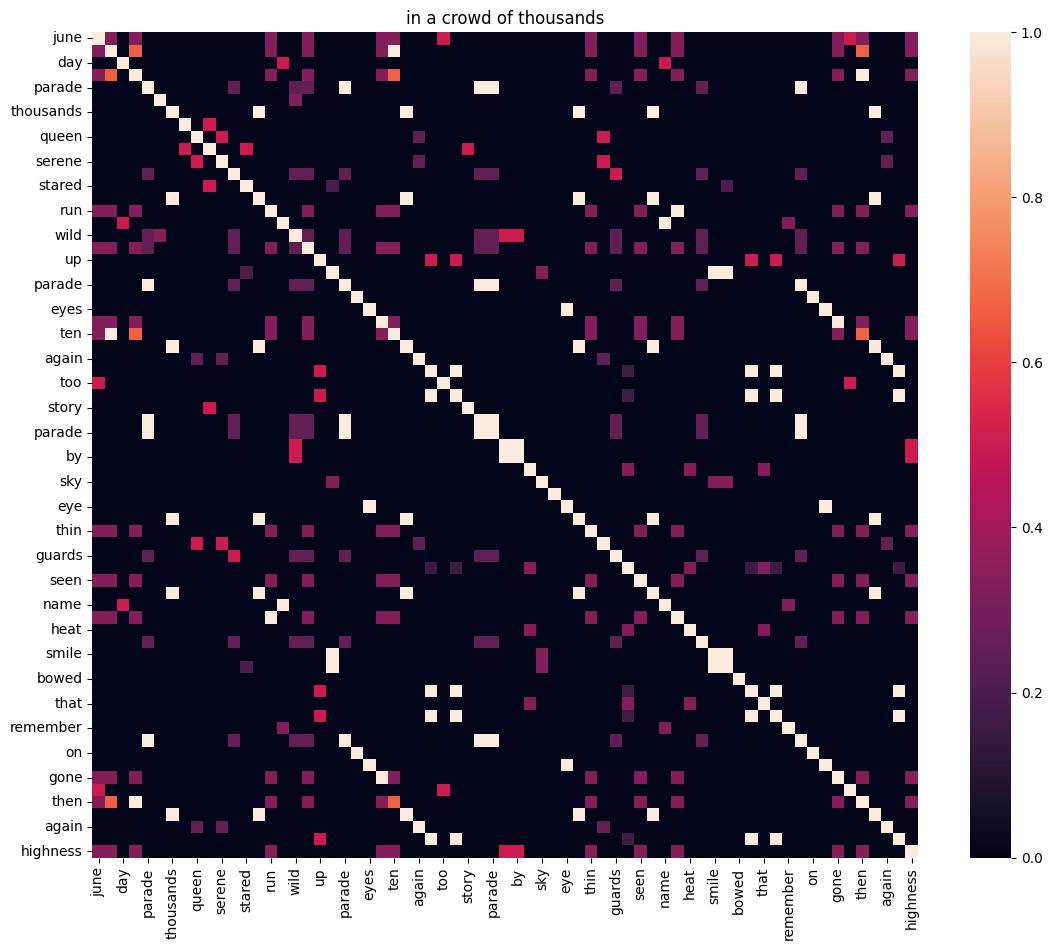 in a crowd of thousands
june
day
parade
thousands
queen
serene
stared
run
wild
up
parade
eyes
ten
again
too
story
parade
by
sky
eye
thin
guards
seen
name
heat
smile
bowed
that
remember
on
gone
then
again
highness
1.0
0.8
0.6
0.4
0.2
0.0
june
day
parade
thousands
queen
serene
stared
run
wild
up
parade
eyes
ten
again
too
story
parade
by
sky
eye
thin
guards
seen
name
heat
smile
bowed
that
remember
on
gone
then
again
highness